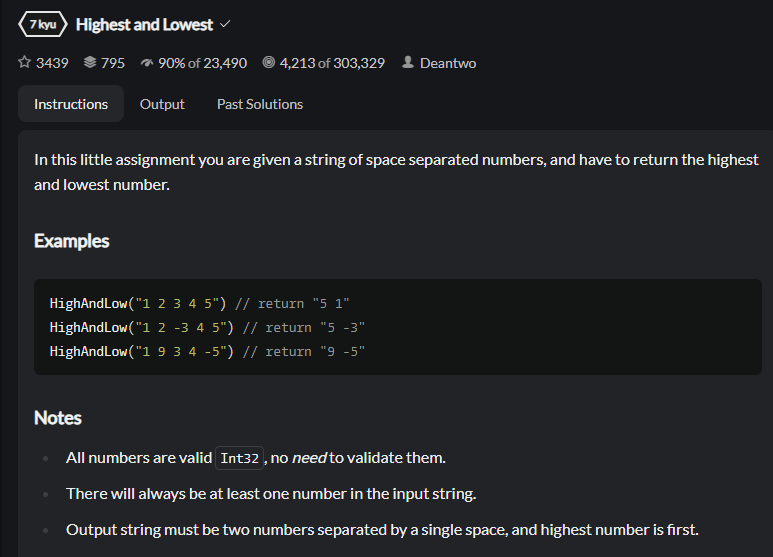 7 kyu Highest and Lowest
3439 795 90% of 23,490 4,213 of 303,329 Deantwo
Instructions Output Past Solutions
In this little assignment you are given a string of space separated numbers, and have to return the highest
and lowest number.
Examples
HighAndLow("1 2 3 4 5") // return "5 1"
HighAndLow("1 2 -3 4 5") // return "5 -3"
HighAndLow("1 9 3 4 -5") // return "9 -5"
Notes
All numbers are valid Int32, no need to validate them.
There will always be at least one number in the input string.
Output string must be two numbers separated by a single space, and highest number is first.